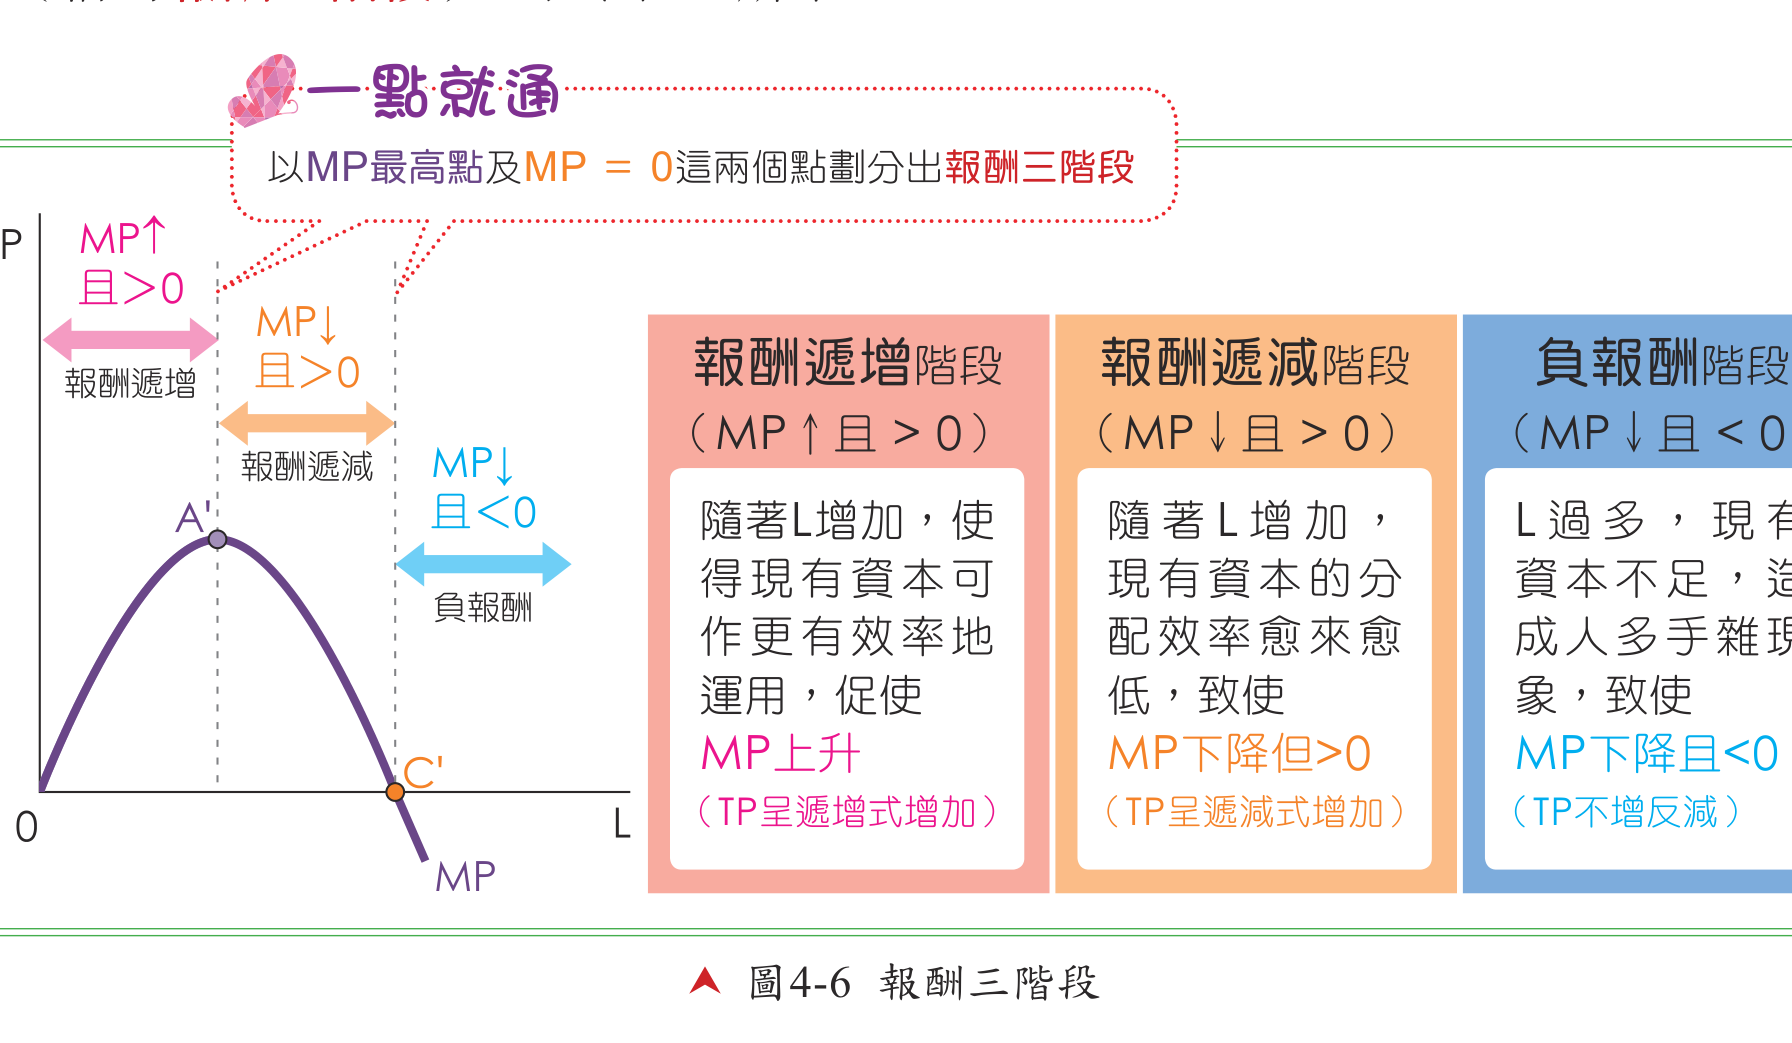 一點就通
以MP最高點及MP = 0這兩個點劃分出報酬三階段
P
MP↑
且>0
報酬遞增
MP↓
且>0
報酬遞減
MP↓
且<0
負報酬
A'
C'
0
L
MP
報酬遞增階段
(MP↑且>0)
隨著L增加，使
得現有資本可
作更有效率地
運用，促使
MP上升
(TP呈遞增式增加)
報酬遞減階段
(MP↓且>0)
隨著L增加，
現有資本的分
配效率愈來愈
低，致使
MP下降但>0
(TP呈遞減式增加)
負報酬階段
(MP↓且<0
L過多，現有
資本不足，造
成人多手雜現
象，致使
MP下降且<0
(TP不增反減)
圖4-6 報酬三階段